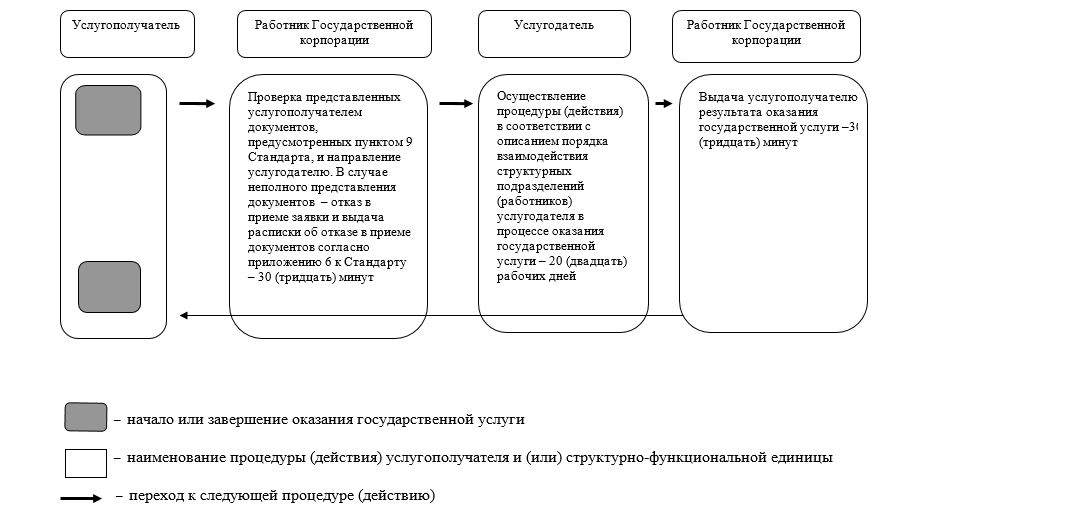 Услугополучатель
Работник Государственной
корпорации
Услугодатель
Работник Государственной
корпорации
Проверка представленных
услугополучателем
документов,
предусмотренных пунктом 9
Стандарта, и направление
услугодателю. В случае
неполного представления
документов – отказ в
приеме заявки и выдача
расписки об отказе в приеме
документов согласно
приложению 6 к Стандарту
– 30 (тридцать) минут
Осуществление
процедуры (действия)
в соответствии с
описанием порядка
взаимодействия
структурных
подразделений
(работников)
услугодателя в
процессе оказания
государственной
услуги – 20 (двадцать)
рабочих дней
Выдача услугополучателю
результата оказания
государственной услуги –30
(тридцать) минут
– начало или завершение оказания государственной услуги
– наименование процедуры (действия) услугополучателя и (или) структурно-функциональной единицы
– переход к следующей процедуре (действию)